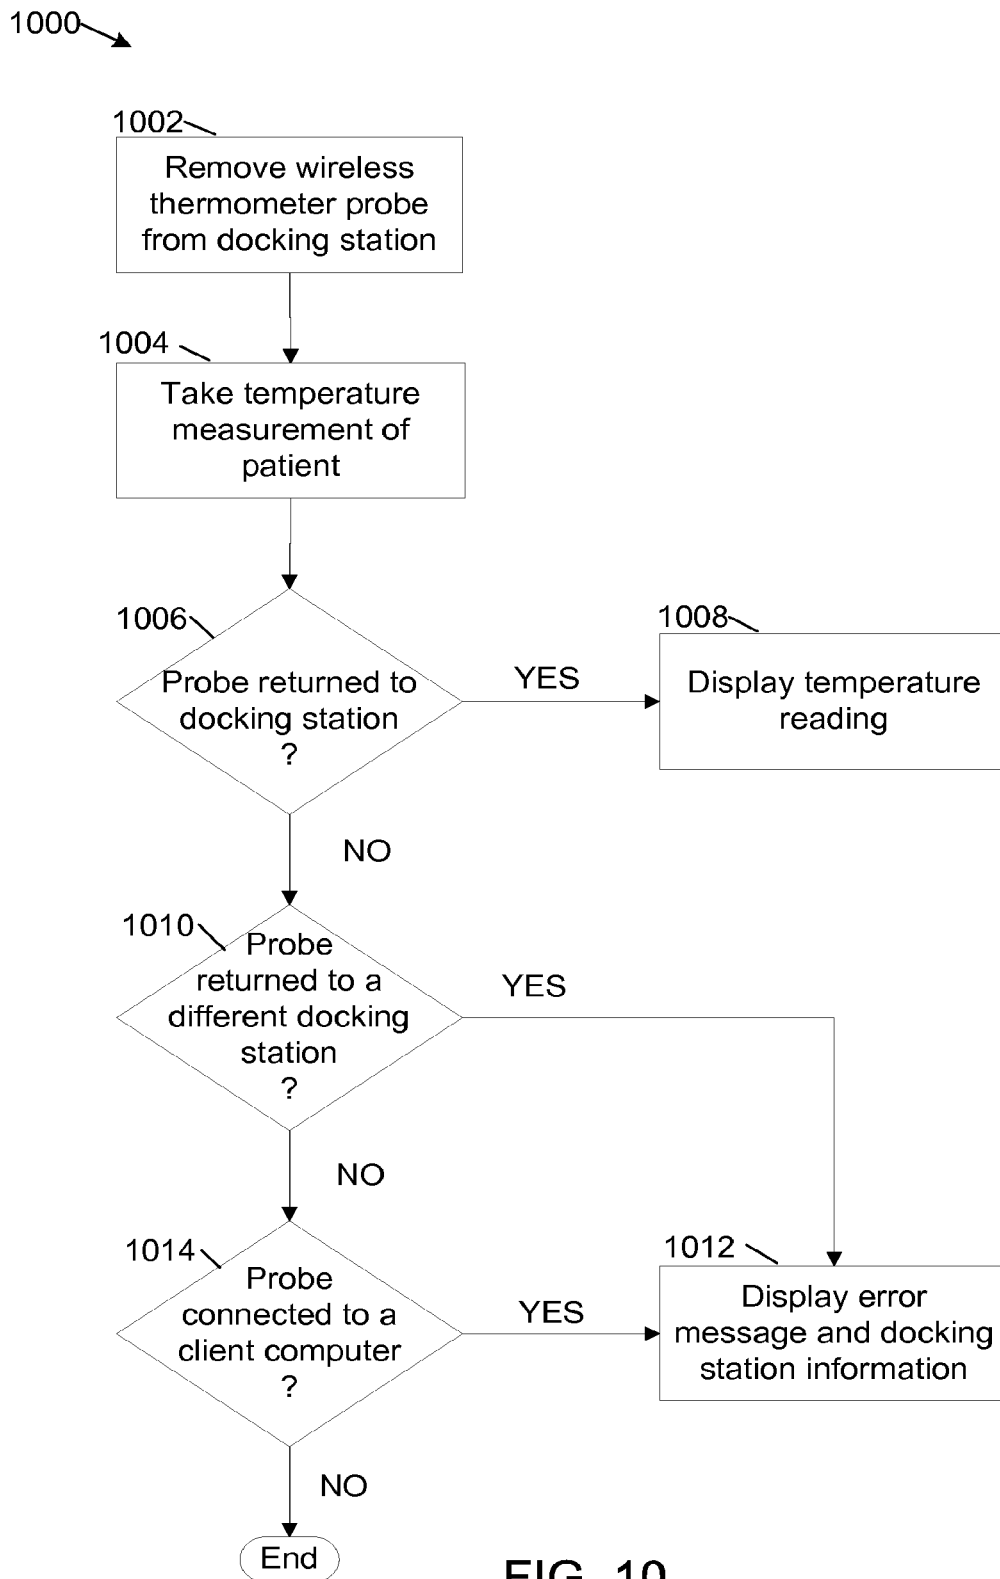 1000
1002
Remove wireless
thermometer probe
from docking station
1004
Take temperature
measurement of
patient
1006
Probe returned to
docking station
?
YES
1008
Display temperature
reading
NO
1010
Probe
returned to a
different docking
station
?
YES
NO
1014
Probe
connected to a
client computer
?
YES
1012
Display error
message and docking
station information
NO
End
FIG. 10